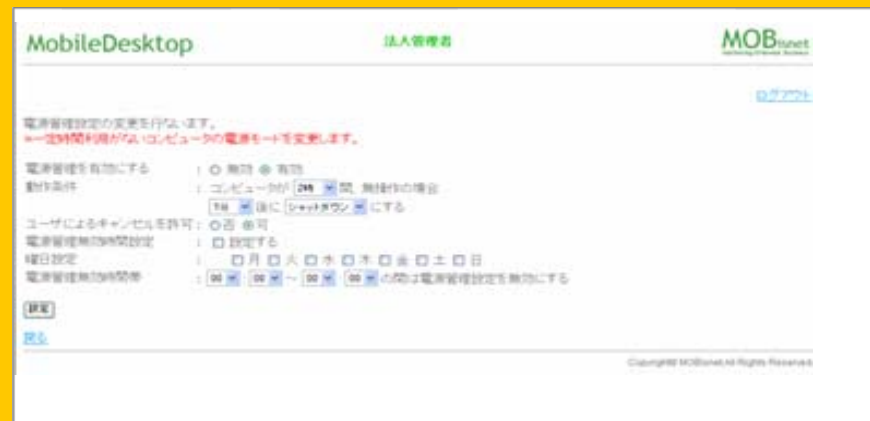 MobileDesktop 法人管理者 MOBisnet
ログアウト
電源管理設定の変更を行ないます。
※一定時間利用がないコンピュータの電源モードを変更します。
電源管理を有効にする : 無効 有効
動作条件 : コンピュータが 2時 間、無操作の場合
後に シャットダウン にする
ユーザによるキャンセルを許可 : 否 可
電源管理無効時間設定 : 設定する
曜日設定 : 月 火 水 木 金 土 日
電源管理無効時間帯 : 00 : 00 ~ 00 : 00 の間は電源管理設定を無効にする
設定
戻る
Copyright© MOBisnet All Rights Reserved.